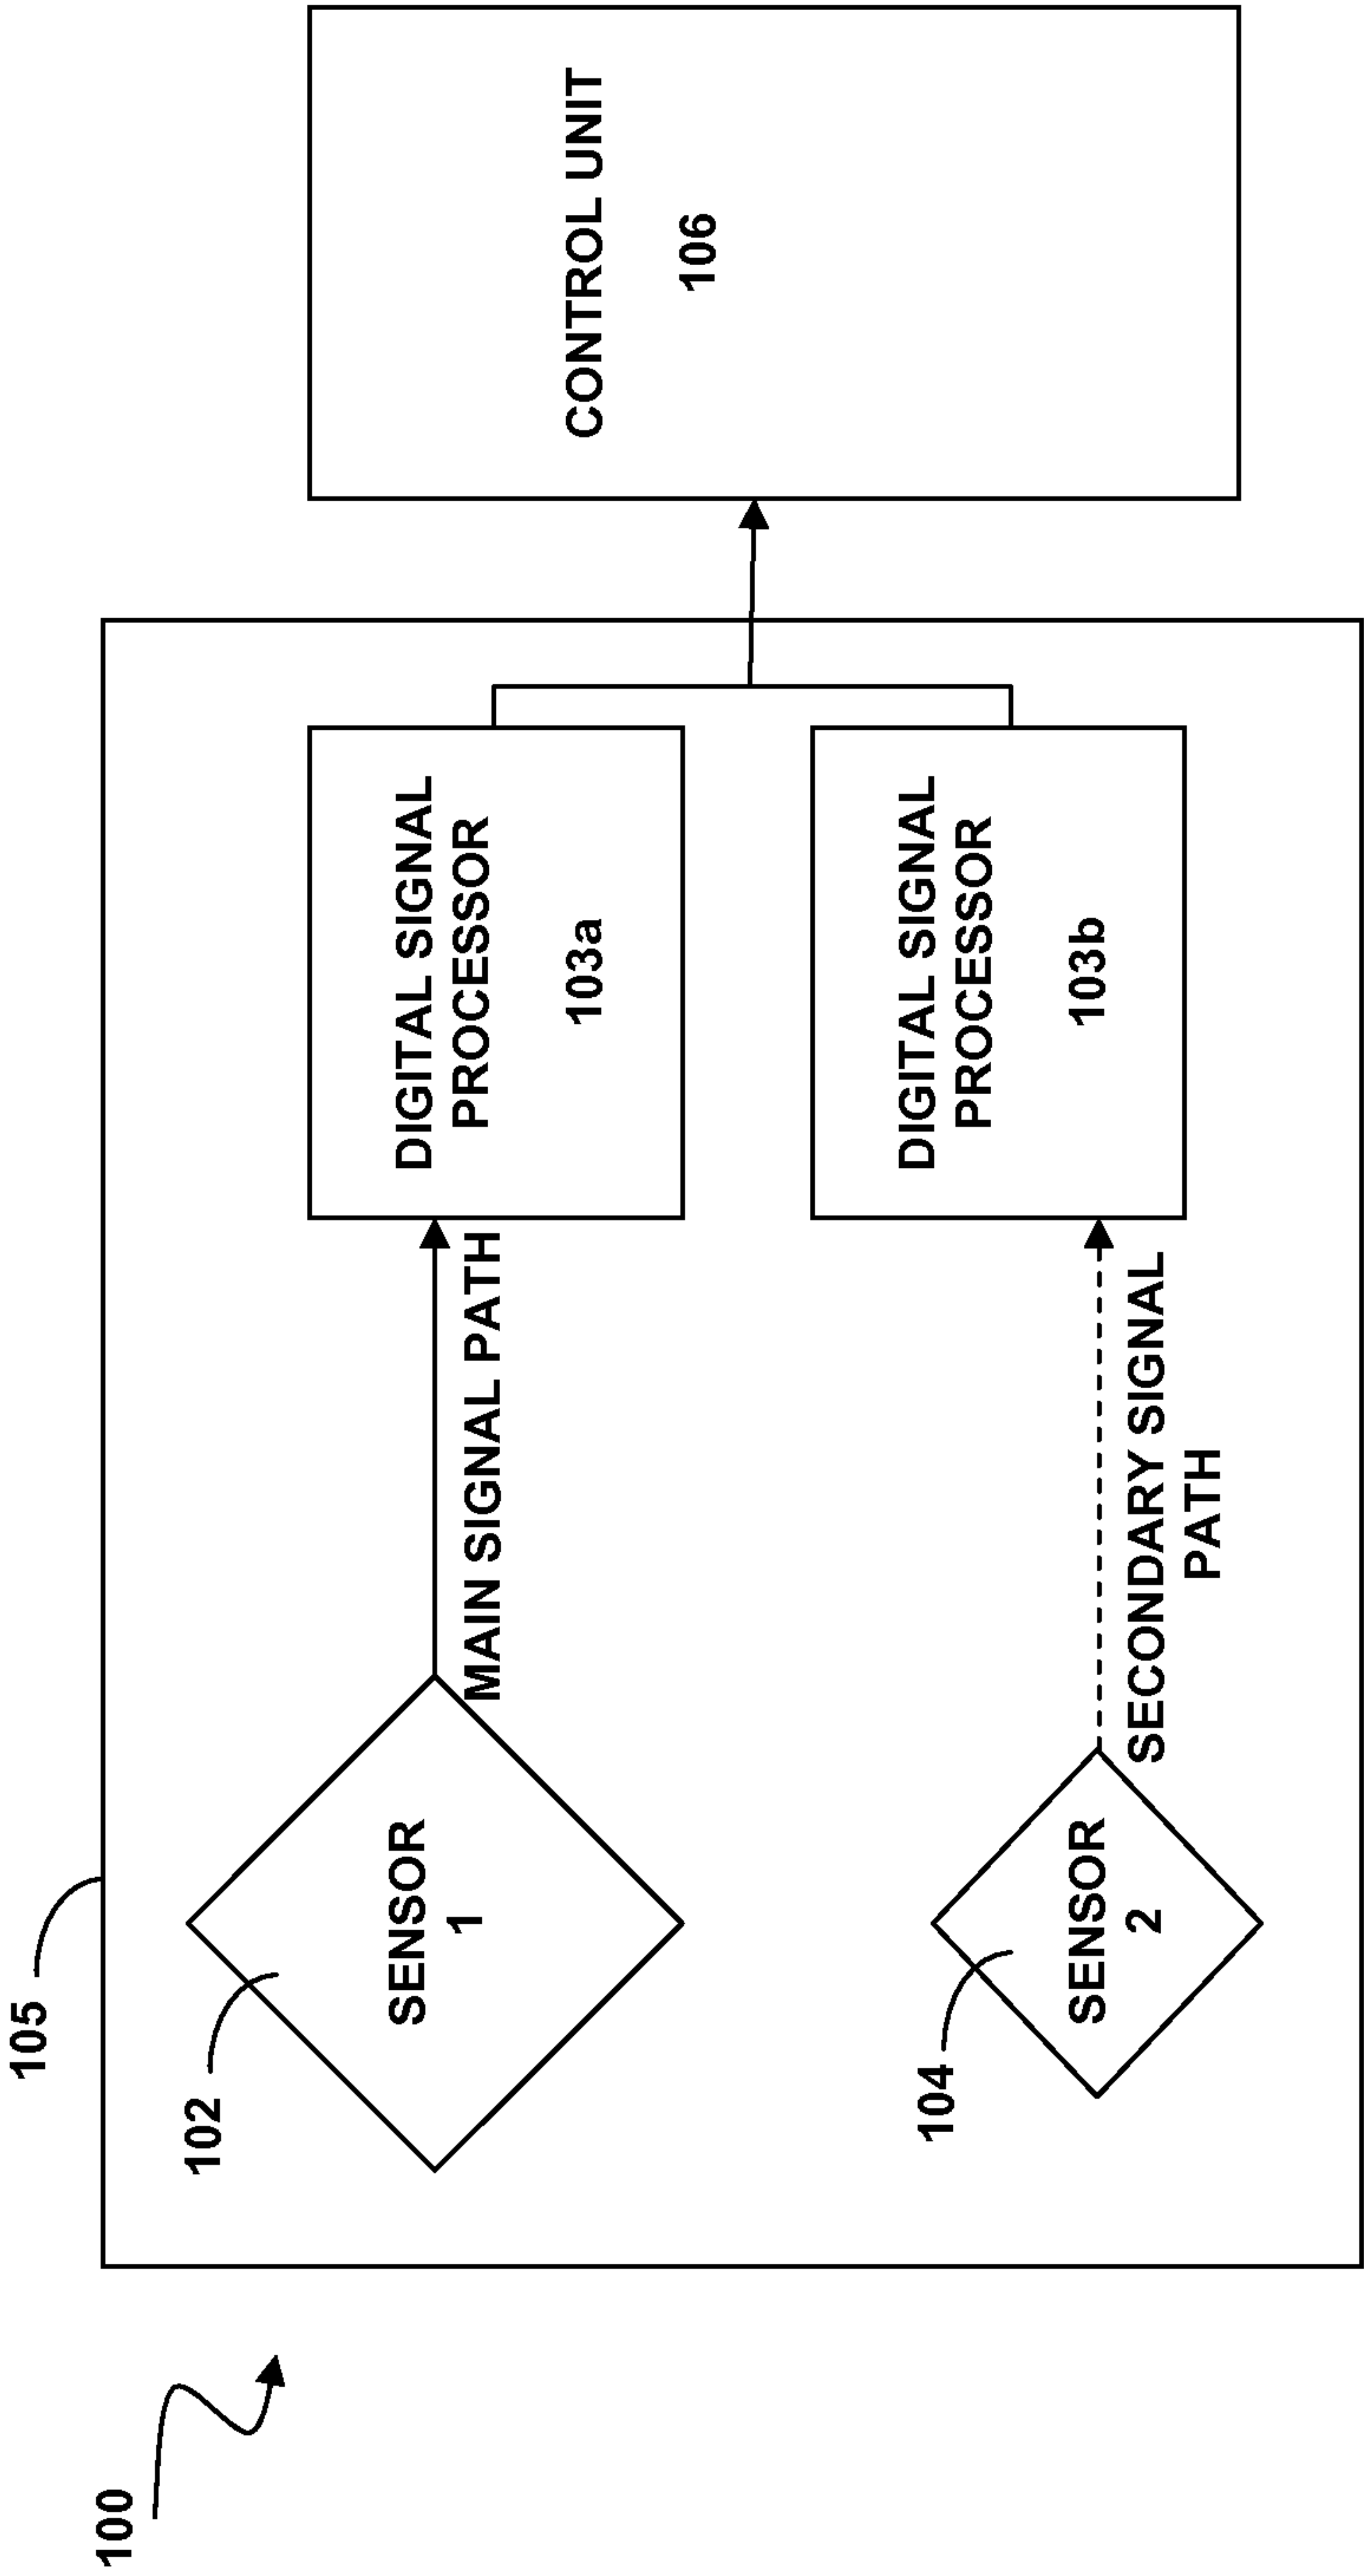 100
105
102
SENSOR
1
MAIN SIGNAL PATH
DIGITAL SIGNAL
PROCESSOR
103a
CONTROL UNIT
106
104
SENSOR
2
SECONDARY SIGNAL
PATH
DIGITAL SIGNAL
PROCESSOR
103b